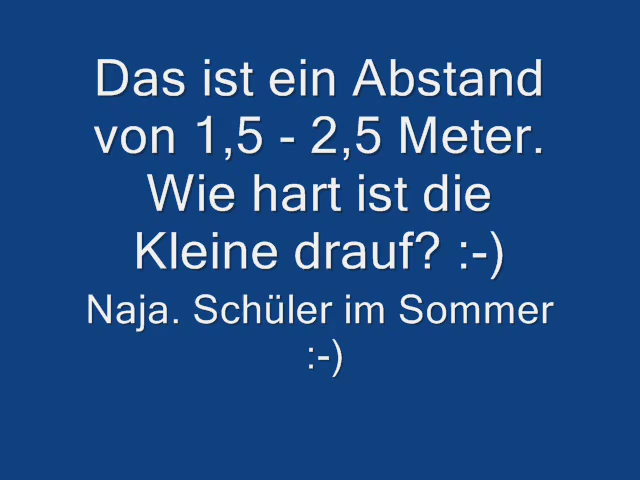 Das ist ein Abstand
von 1,5 - 2,5 Meter.
Wie hart ist die
Kleine drauf? :-)
Naja. Schüler im Sommer
:-)